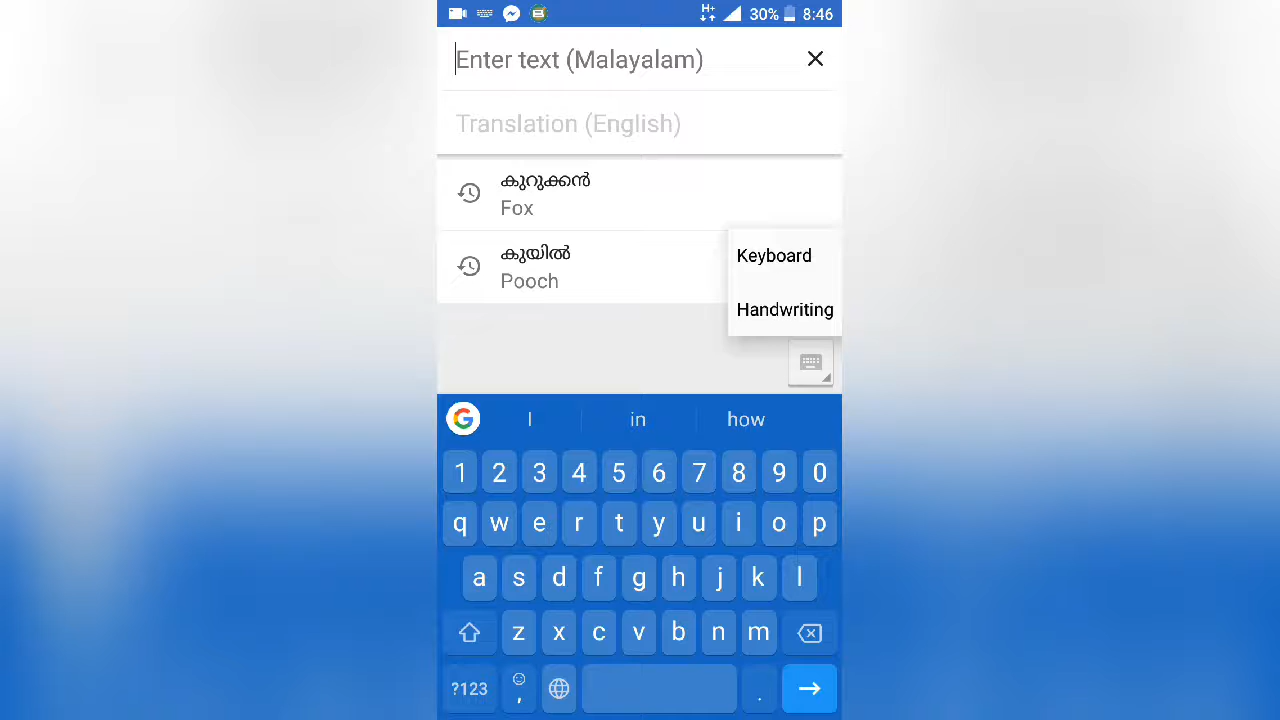 H+ 30% 8:46
Enter text (Malayalam)
Translation (English)
കുറുക്കൻ
Fox
കുയിൽ
Pooch
Keyboard
Handwriting
G I in how
1 2 3 4 5 6 7 8 9 0
q w e r t y u i o p
a s d f g h j k l
z x c v b n m
?123 , .